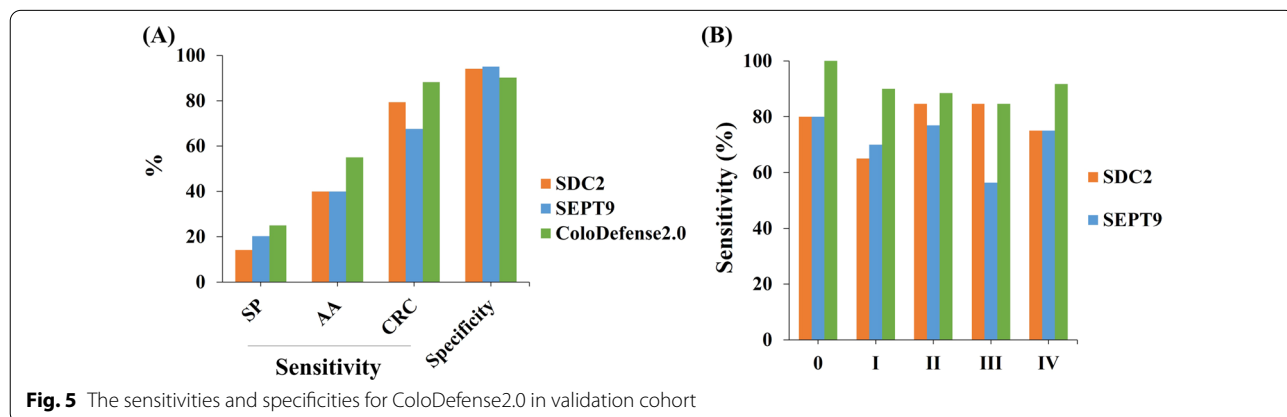 (A)
100
80
60
40
20
0
%
SP
AA
CRC
Specificity
Sensitivity
SDC2
SEPT9
ColoDefense2.0
(B)
100
80
60
40
20
0
Sensitivity (%)
0
I
II
III
IV
SDC2
SEPT9
Fig. 5 The sensitivities and specificities for ColoDefense2.0 in validation cohort